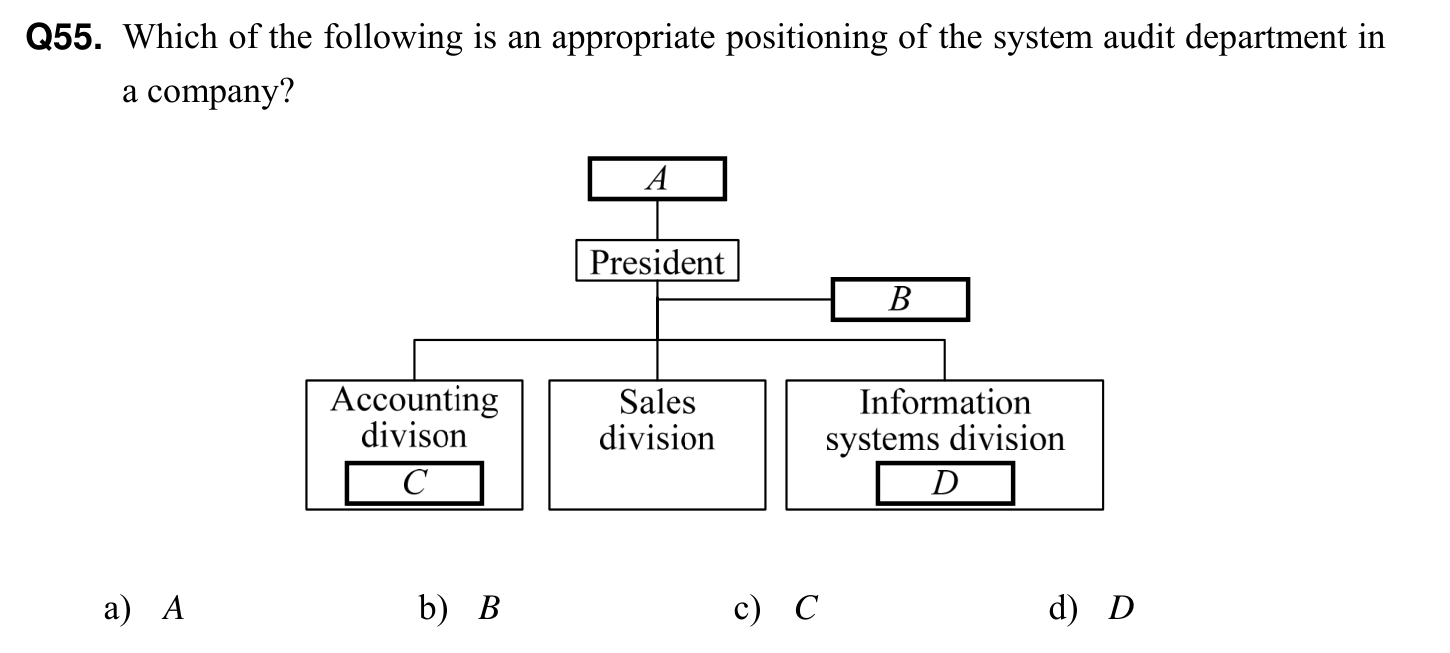 Q55. Which of the following is an appropriate positioning of the system audit department in
a company?
A
President
B
Accounting
divison
C
Sales
division
Information
systems division
D
a) A b) B c) C d) D